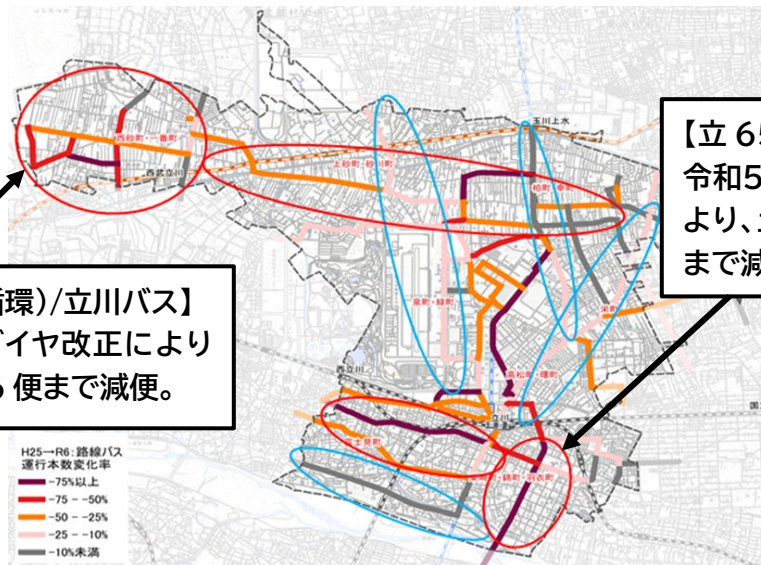 玉川上水
西砂町・一番町
上砂町・砂川町
柏町・幸町
西武立川
【立 65
令和5
より、
まで減
環)/立川バス】
ダイヤ改正により
便まで減便。
泉町・緑町
栄町
高松町・曙町
西立川
立川
国
富士見町
柴崎町・錦町・羽衣町
H25→R6:路線バス
運行本数変化率
-75%以上
-75 - -50%
-50 - -25%
-25 - -10%
-10%未満